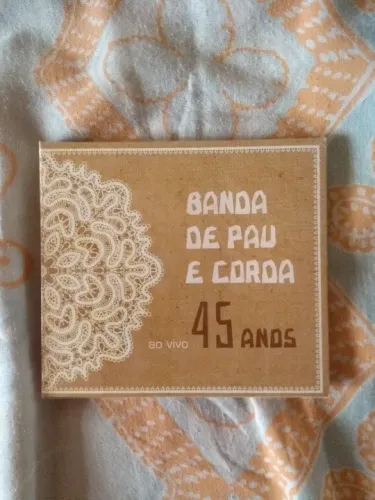 BANDA
DE PAU
E CORDA
AO VIVO 45 ANOS